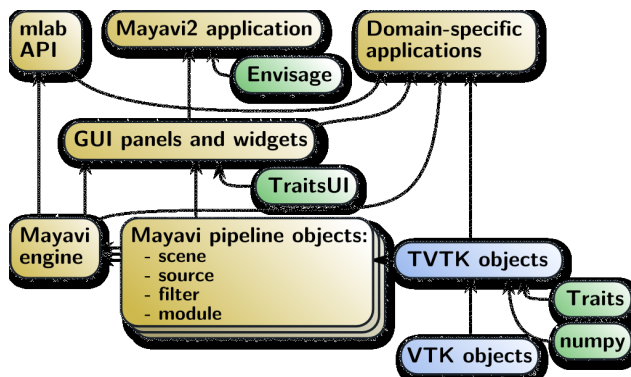 mlab
API
Mayavi2 application
Domain-specific
applications
Envisage
GUI panels and widgets
TraitsUI
Mayavi
engine
Mayavi pipeline objects:
- scene
- source
- filter
- module
TVTK objects
Traits
numpy
VTK objects